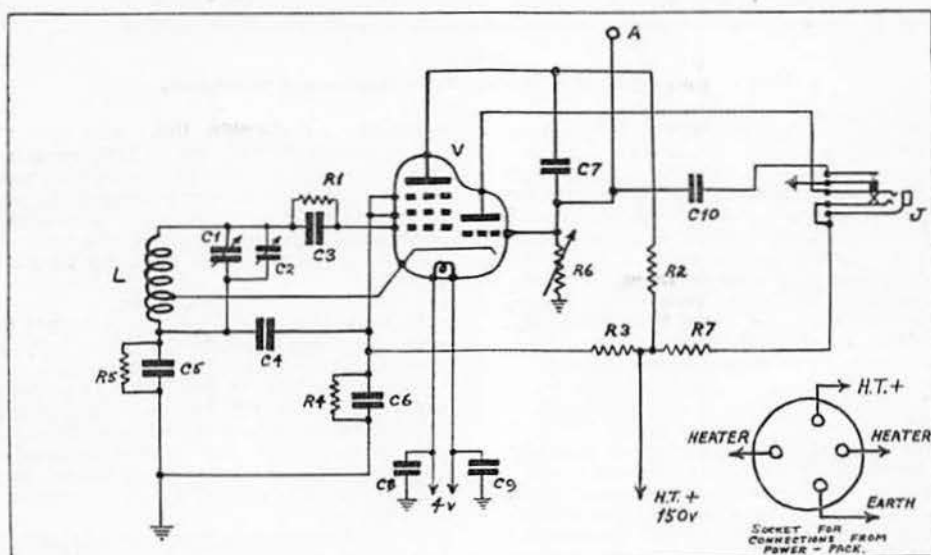 A
V
R1
C7
C10
J
C1
C2
C3
L
R6
R2
C4
R3
R7
R5
C5
R4
C6
H.T.+
HEATER
HEATER
C8
4v
C9
H.T.+
150v
EARTH
SOCKET FOR
CONNECTIONS FROM
POWER - PACK.